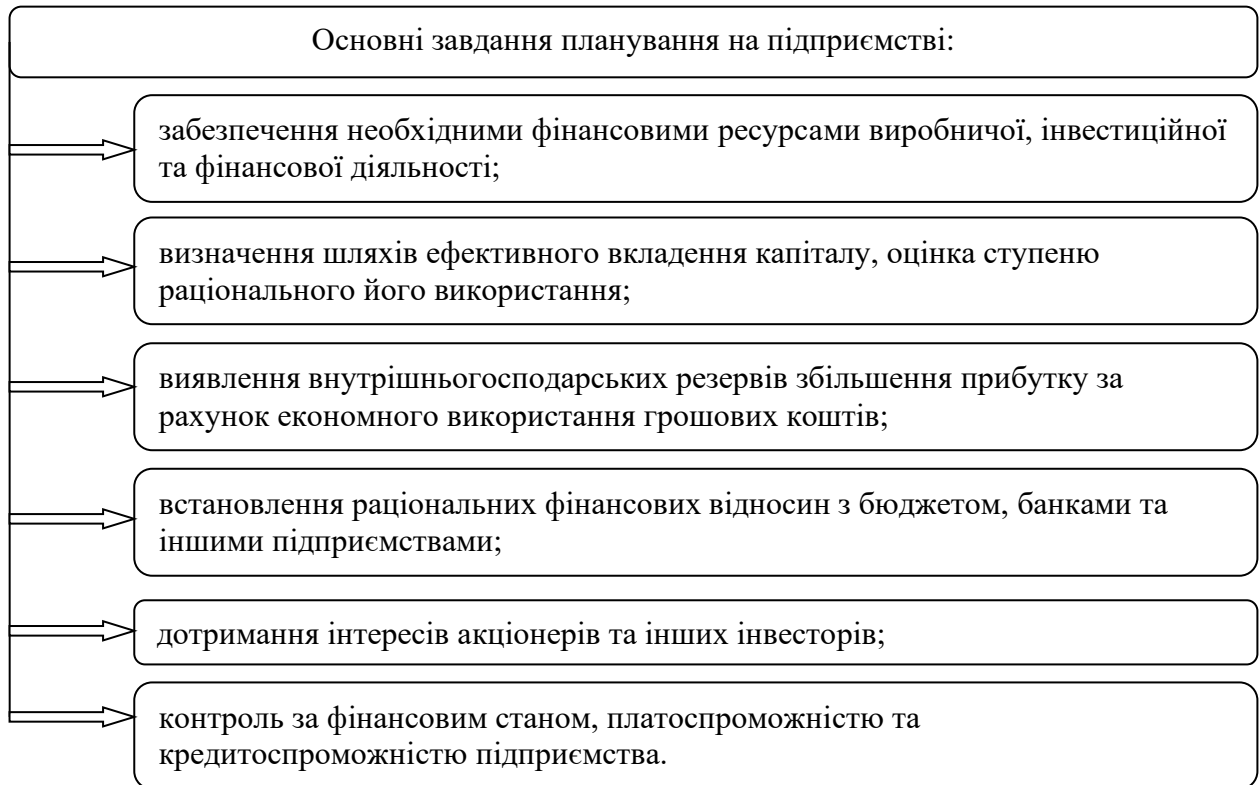 Основні завдання планування на підприємстві:
забезпечення необхідними фінансовими ресурсами виробничої, інвестиційної
та фінансової діяльності;
визначення шляхів ефективного вкладення капіталу, оцінка ступеню
раціонального його використання;
виявлення внутрішньогосподарських резервів збільшення прибутку за
рахунок економного використання грошових коштів;
встановлення раціональних фінансових відносин з бюджетом, банками та
іншими підприємствами;
дотримання інтересів акціонерів та інших інвесторів;
контроль за фінансовим станом, платоспроможністю та
кредитоспроможністю підприємства.